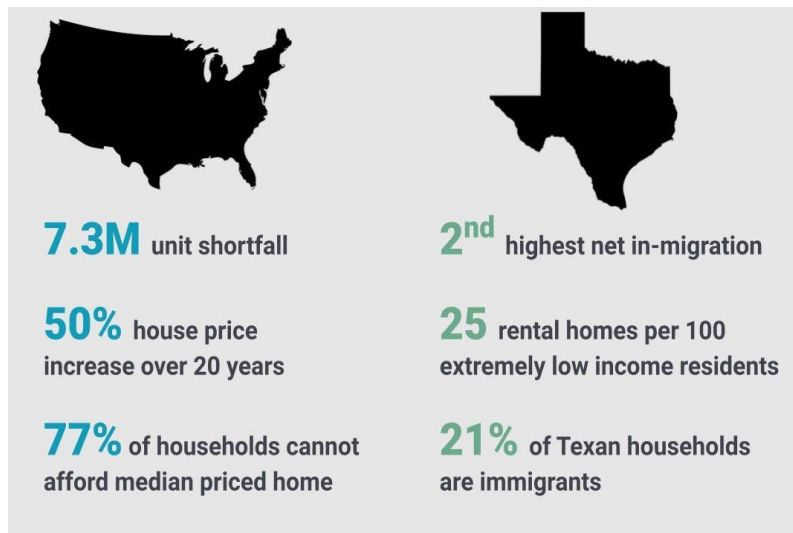 7.3M unit shortfall
50% house price
increase over 20 years
77% of households cannot
afford median priced home
2nd highest net in-migration
25 rental homes per 100
extremely low income residents
21% of Texan households
are immigrants